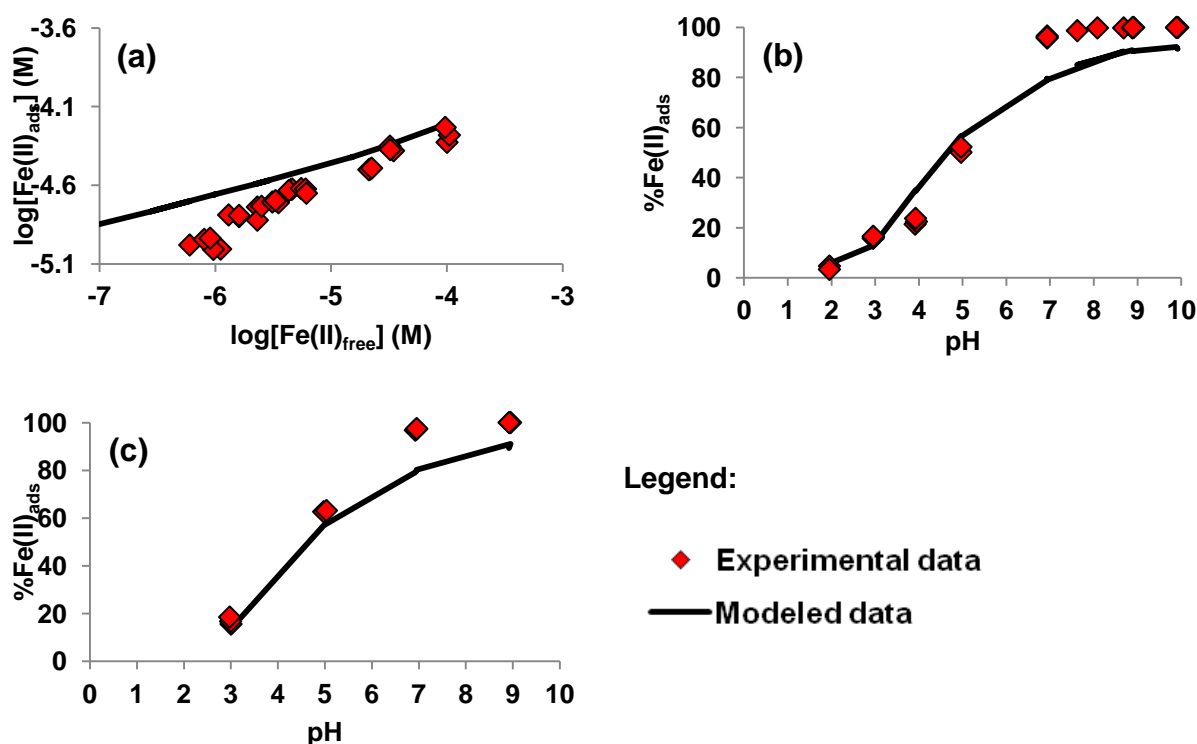 (a)
log[Fe(II)ads] (M)
-3.6
-4.1
-4.6
-5.1
-7 -6 -5 -4 -3
log[Fe(II)free] (M)
(b)
%Fe(II)ads
100
80
60
40
20
0
0 1 2 3 4 5 6 7 8 9 10
pH
(c)
%Fe(II)ads
100
80
60
40
20
0
0 1 2 3 4 5 6 7 8 9 10
pH
Legend:
Experimental data
Modeled data